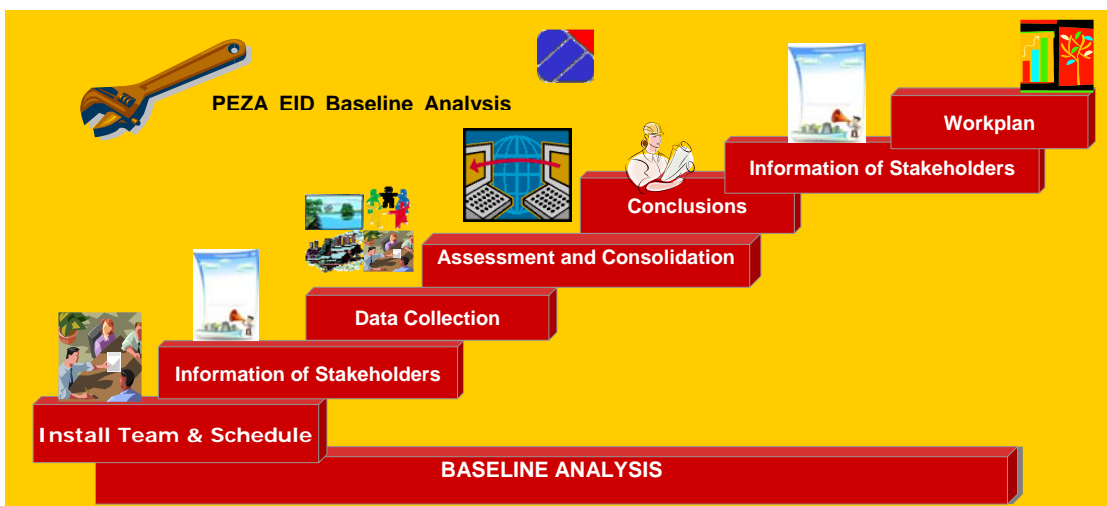 PEZA EID Baseline Analysis
Workplan
Information of Stakeholders
Conclusions
Assessment and Consolidation
Data Collection
Information of Stakeholders
Install Team & Schedule
BASELINE ANALYSIS